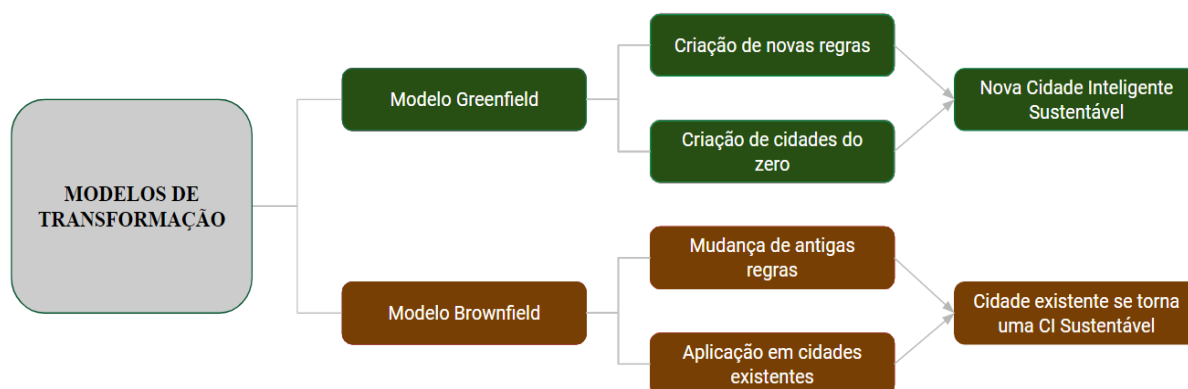 MODELOS DE
TRANSFORMAÇÃO
Modelo Greenfield
Criação de novas regras
Criação de cidades do
zero
Nova Cidade Inteligente
Sustentável
Modelo Brownfield
Mudança de antigas
regras
Aplicação em cidades
existentes
Cidade existente se torna
uma CI Sustentável